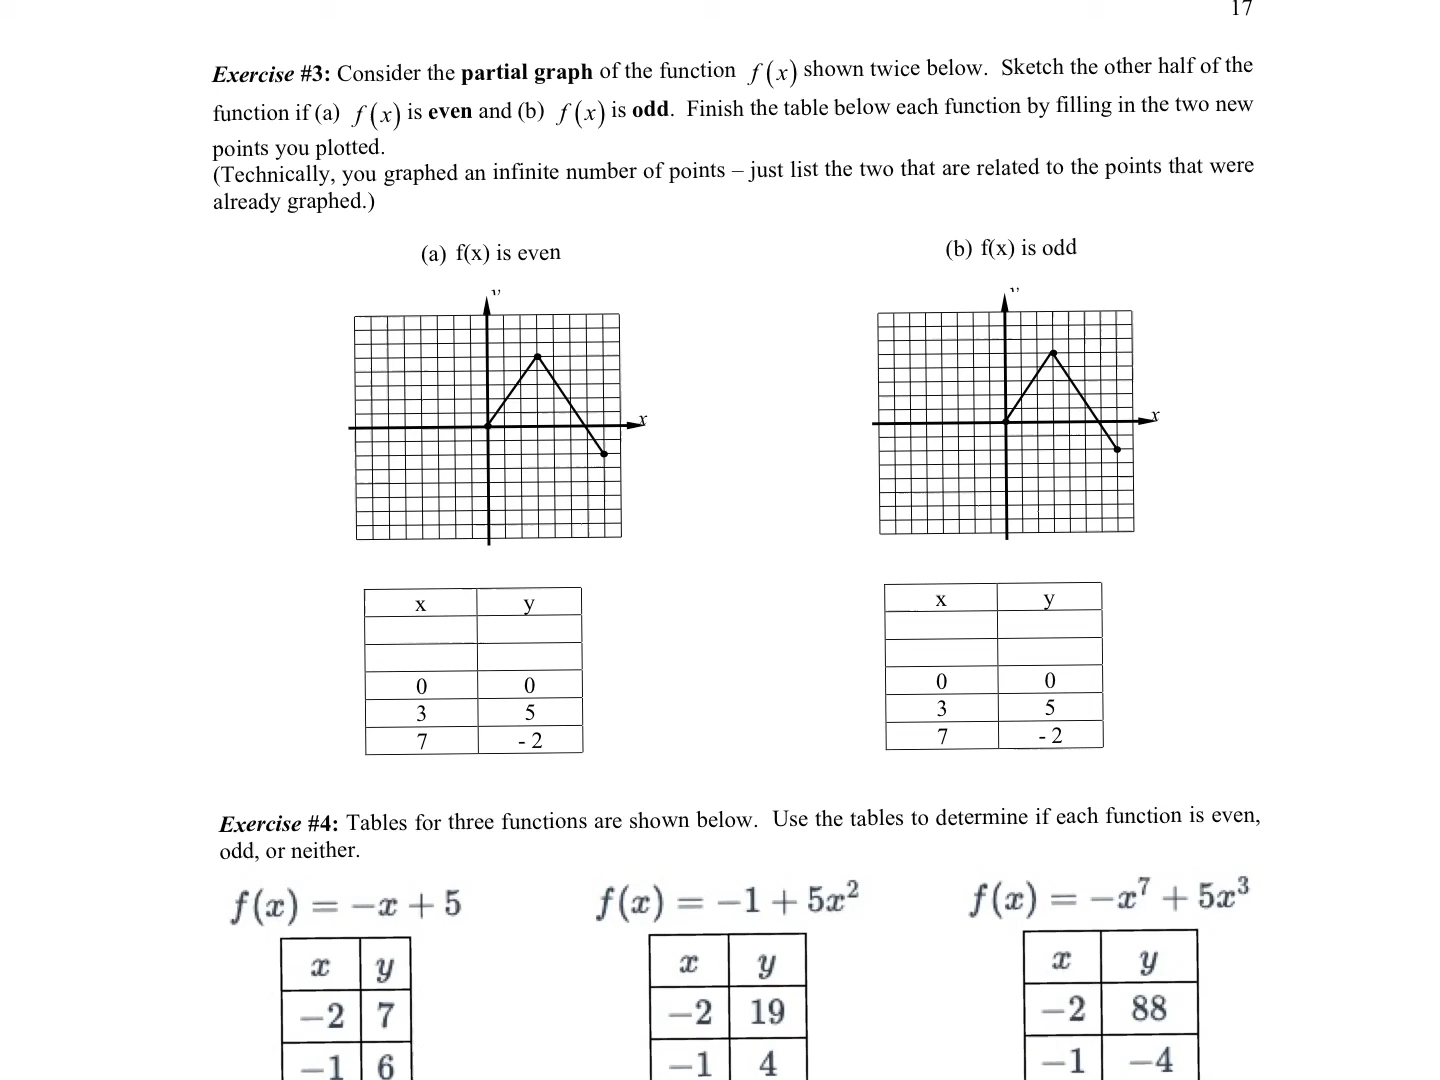 17
Exercise #3: Consider the partial graph of the function f(x) shown twice below. Sketch the other half of the
function if (a) f(x) is even and (b) f(x) is odd. Finish the table below each function by filling in the two new
points you plotted.
(Technically, you graphed an infinite number of points – just list the two that are related to the points that were
already graphed.)
(a) f(x) is even
(b) f(x) is odd
y
y
x
x
x y
0 0
3 5
7 - 2
x y
0 0
3 5
7 - 2
Exercise #4: Tables for three functions are shown below. Use the tables to determine if each function is even,
odd, or neither.
f(x) = −x + 5
x y
−2 7
−1 6
f(x) = −1 + 5x²
x y
−2 19
−1 4
f(x) = −x⁷ + 5x³
x y
−2 88
−1 −4